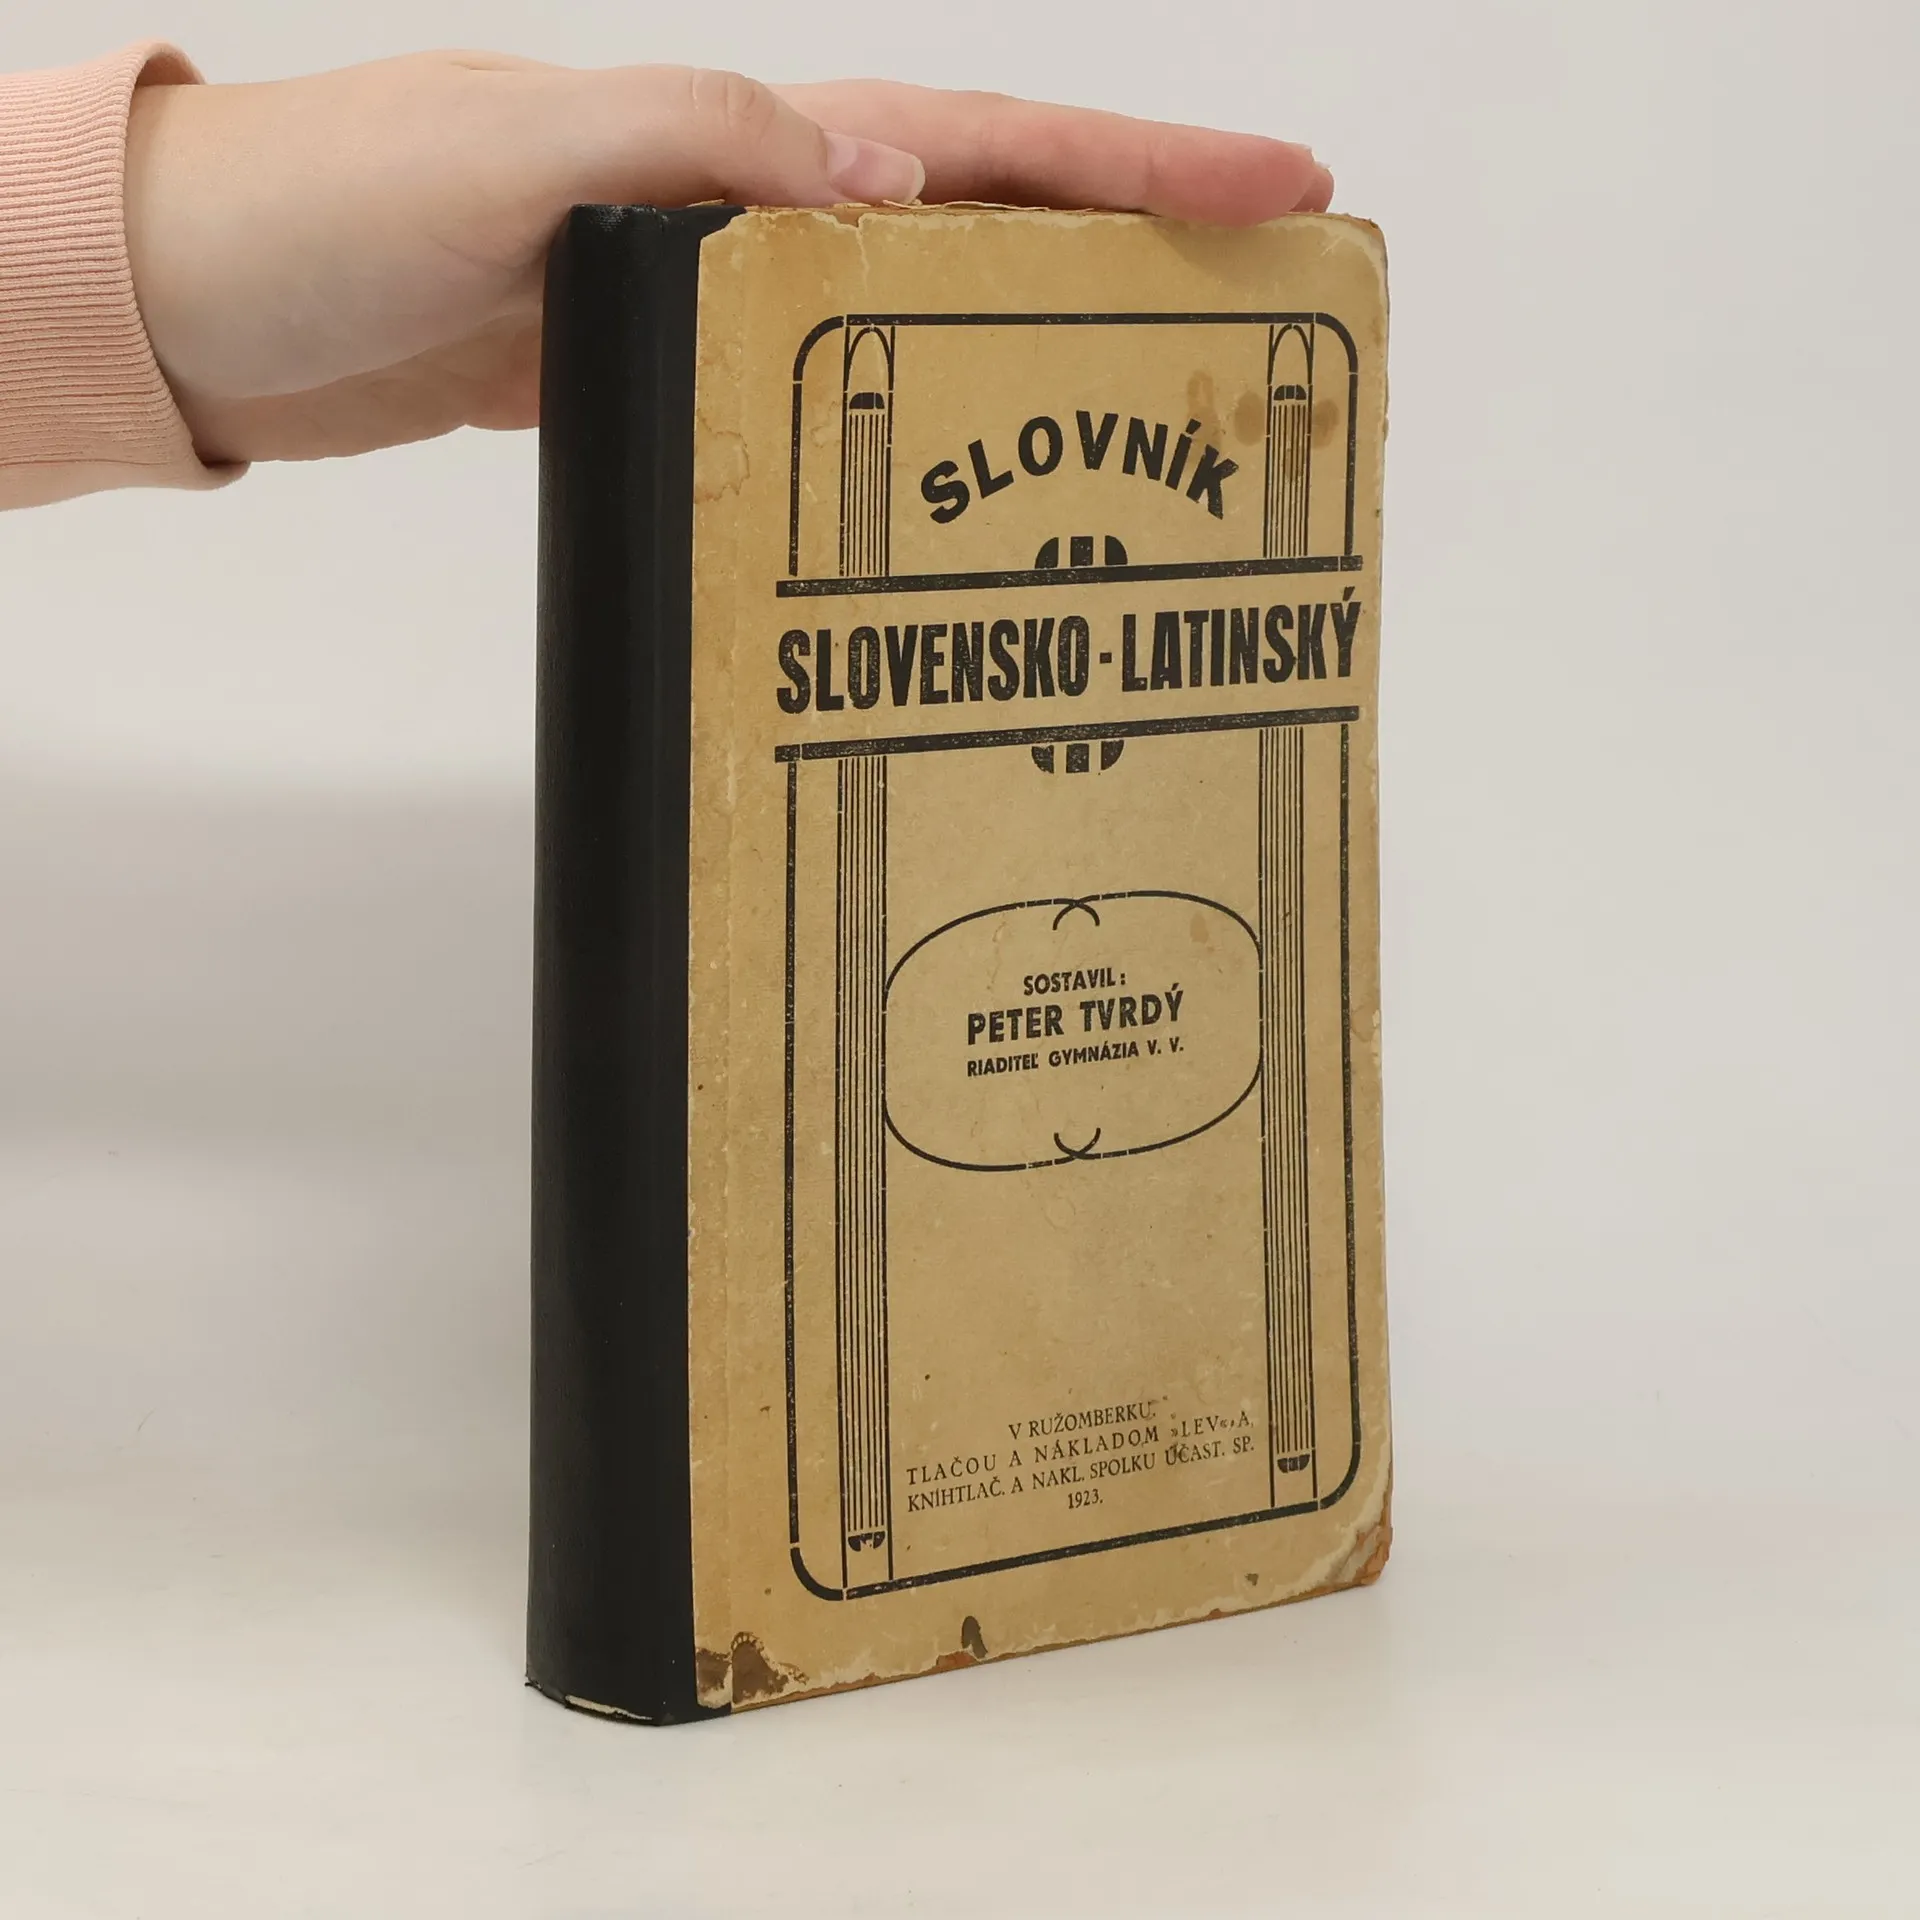 SLOVNÍK
SLOVENSKO-LATINSKÝ
SOSTAVIL:
PETER TVRDÝ
RIADITEĽ GYMNÁZIA V. V.
V RUŽOMBERKU.
TLAČOU A NÁKLADOM »LEV«, A.
KNÍHTLAČ. A NAKL. SPOLKU ÚČAST. SP.
1923.